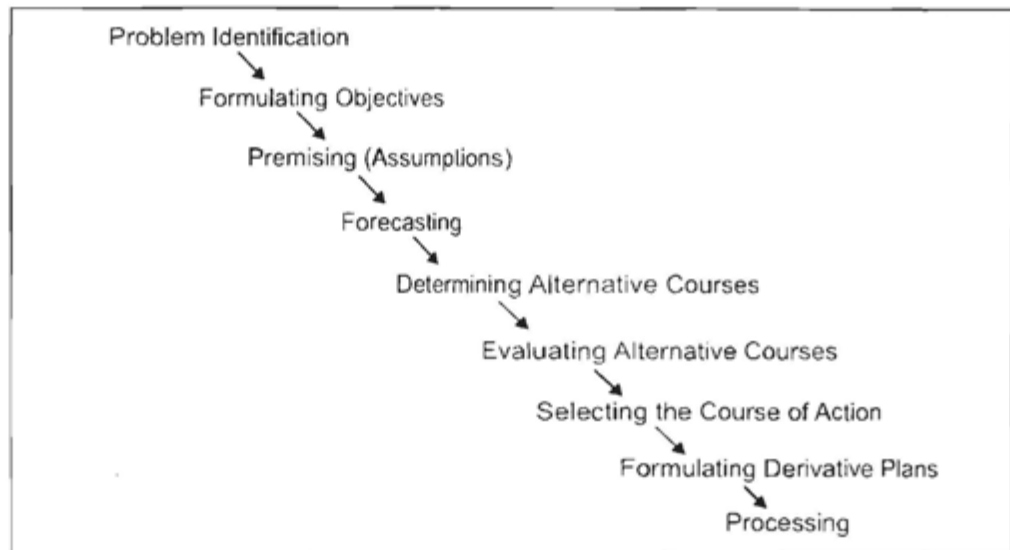 Problem Identification
Formulating Objectives
Premising (Assumptions)
Forecasting
Determining Alternative Courses
Evaluating Alternative Courses
Selecting the Course of Action
Formulating Derivative Plans
Processing